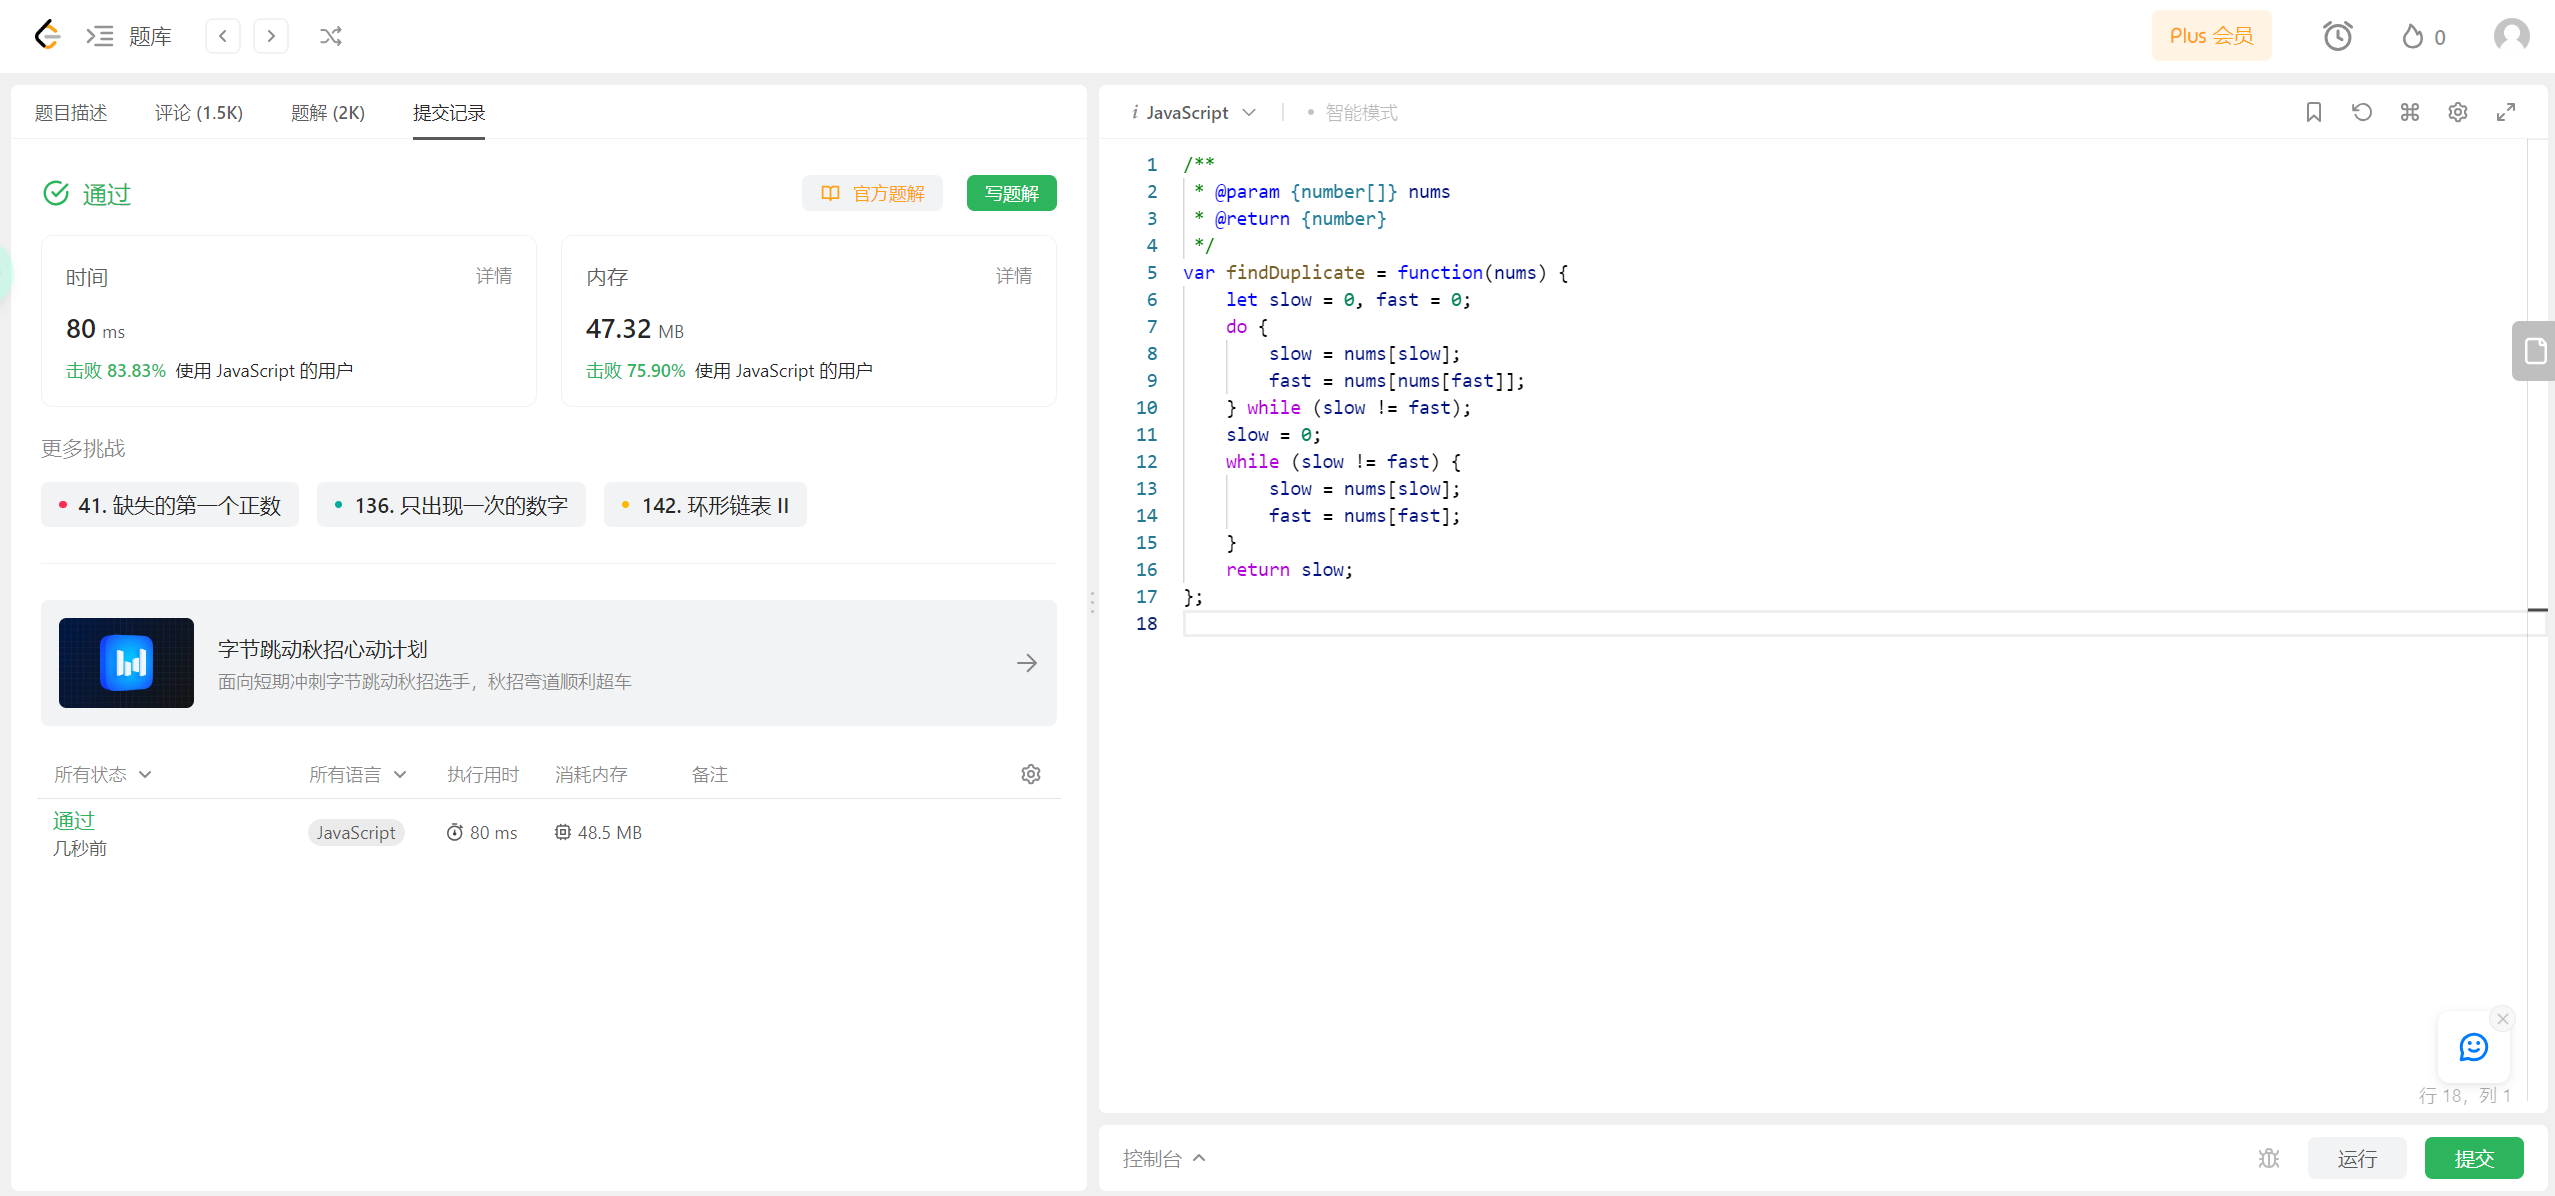 题库
Plus 会员
0
题目描述
评论 (1.5K)
题解 (2K)
提交记录
通过
官方题解
写题解
时间
详情
80 ms
击败 83.83% 使用 JavaScript 的用户
内存
详情
47.32 MB
击败 75.90% 使用 JavaScript 的用户
更多挑战
41. 缺失的第一个正数
136. 只出现一次的数字
142. 环形链表 II
字节跳动秋招心动计划
面向短期冲刺字节跳动秋招选手，秋招弯道顺利超车
所有状态
所有语言
执行用时
消耗内存
备注
通过
几秒前
JavaScript
80 ms
48.5 MB
i JavaScript
• 智能模式
1 /**
2  * @param {number[]} nums
3  * @return {number}
4  */
5 var findDuplicate = function(nums) {
6     let slow = 0, fast = 0;
7     do {
8         slow = nums[slow];
9         fast = nums[nums[fast]];
10     } while (slow != fast);
11     slow = 0;
12     while (slow != fast) {
13         slow = nums[slow];
14         fast = nums[fast];
15     }
16     return slow;
17 };
18
行 18，列 1
控制台
运行
提交